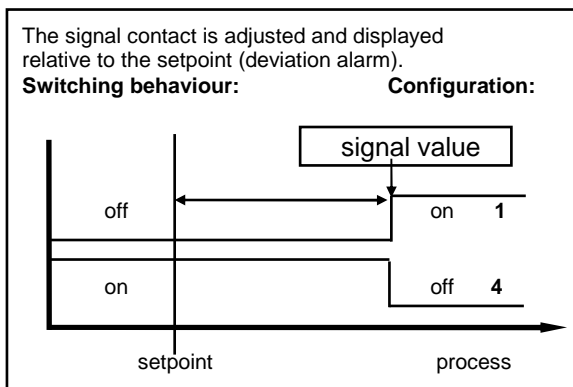 The signal contact is adjusted and displayed
relative to the setpoint (deviation alarm).
Switching behaviour: Configuration:
signal value
off on 1
on off 4
setpoint process